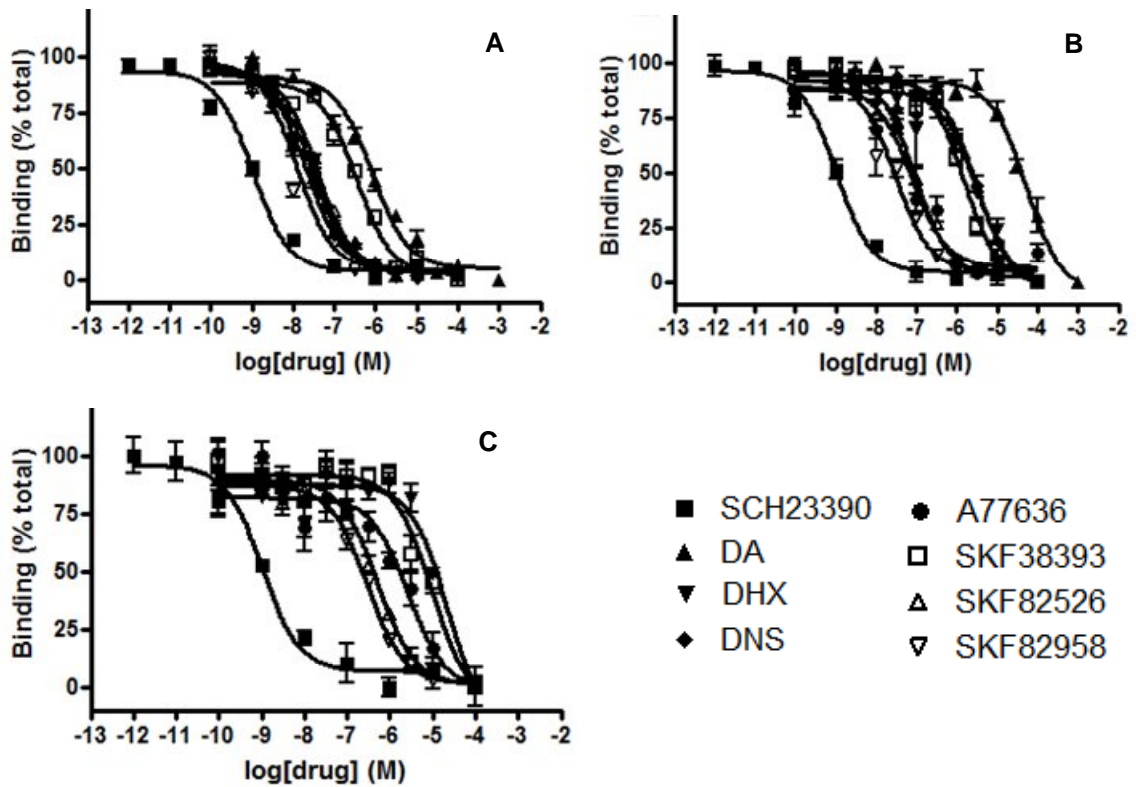 A
Binding (% total)
100
75
50
25
0
-13 -12 -11 -10 -9 -8 -7 -6 -5 -4 -3 -2
log[drug] (M)
B
Binding (% total)
100
75
50
25
0
-13 -12 -11 -10 -9 -8 -7 -6 -5 -4 -3 -2
log[drug] (M)
C
Binding (% total)
100
75
50
25
0
-13 -12 -11 -10 -9 -8 -7 -6 -5 -4 -3 -2
log[drug] (M)
SCH23390
DA
DHX
DNS
A77636
SKF38393
SKF82526
SKF82958